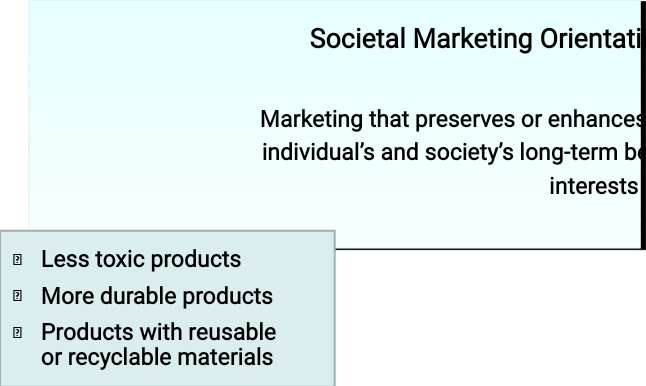 Societal Marketing Orientati
Marketing that preserves or enhances
individual's and society's long-term be
interests
Less toxic products
More durable products
Products with reusable
or recyclable materials